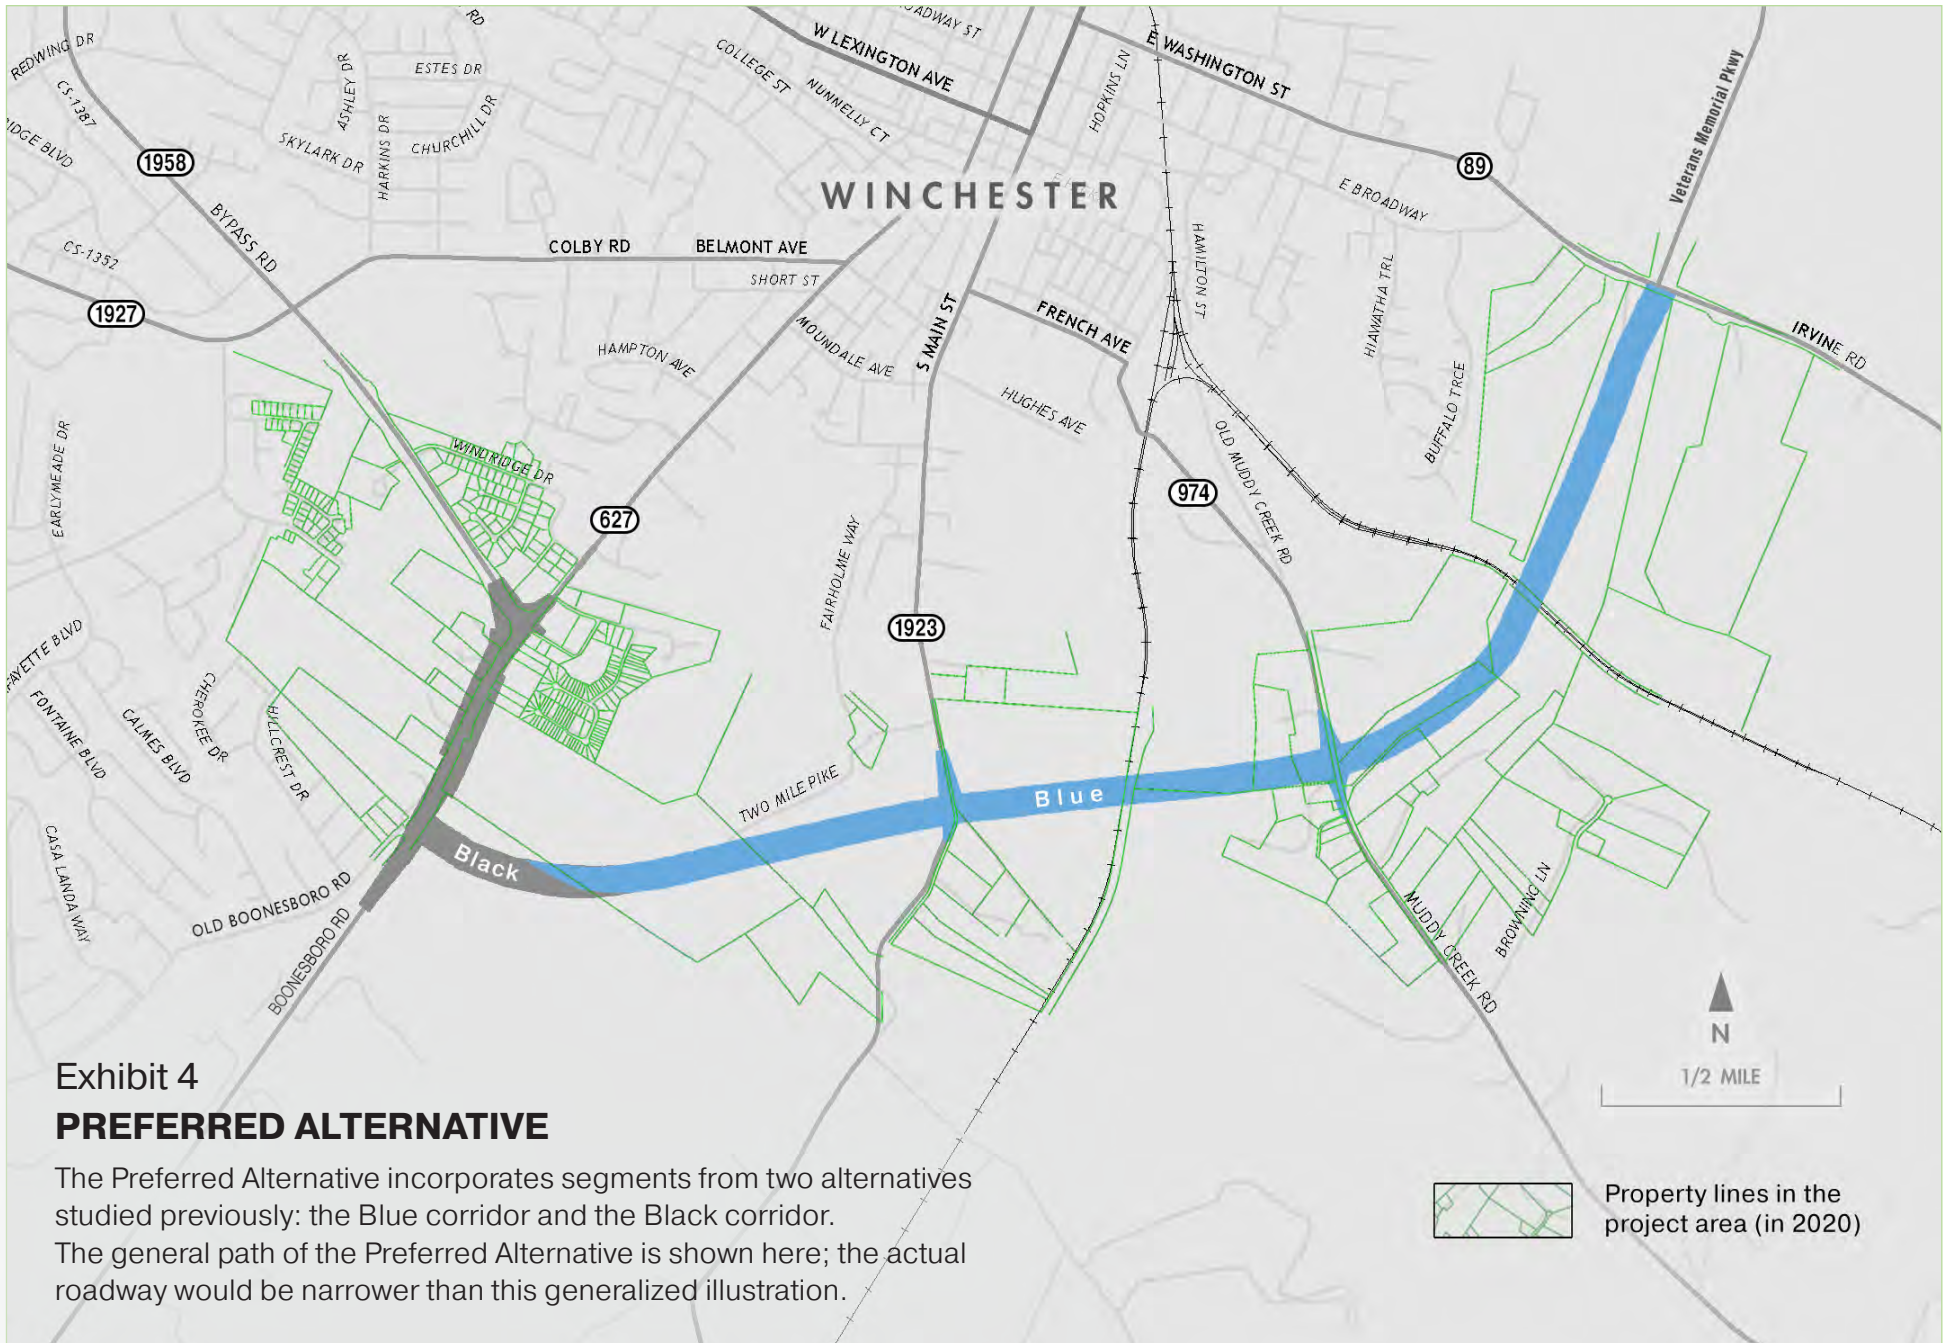 RD
REDWING DR
CS-1387
RIDGE BLVD
1958
ASHLEY DR
ESTES DR
SKYLARK DR
HARKINS DR
CHURCHILL DR
BYPASS RD
CS-1352
1927
COLLEGE ST
W LEXINGTON AVE
NUNNELLY CT
OADWAY ST
HOPKINS LN
E WASHINGTON ST
89
E BROADWAY
Veterans Memorial Pkwy
WINCHESTER
COLBY RD
BELMONT AVE
SHORT ST
MOUNDALE AVE
HAMPTON AVE
S MAIN ST
FRENCH AVE
HUGHES AVE
HAMILTON ST
HIAWATHA TRL
BUFFALO TRCE
IRVINE RD
EARLYMEADE DR
WINDRIDGE DR
627
974
OLD MUDDY CREEK RD
FAIRHOLME WAY
1923
FAYETTE BLVD
FONTAINE BLVD
CALMES BLVD
CHEROKEE DR
HILLCREST DR
CASA LANDA WAY
OLD BOONESBORO RD
BOONESBORO RD
TWO MILE PIKE
Black
Blue
MUDDY CREEK RD
BROWNING LN
N
1/2 MILE
Exhibit 4
PREFERRED ALTERNATIVE
The Preferred Alternative incorporates segments from two alternatives
studied previously: the Blue corridor and the Black corridor.
The general path of the Preferred Alternative is shown here; the actual
roadway would be narrower than this generalized illustration.
Property lines in the
project area (in 2020)